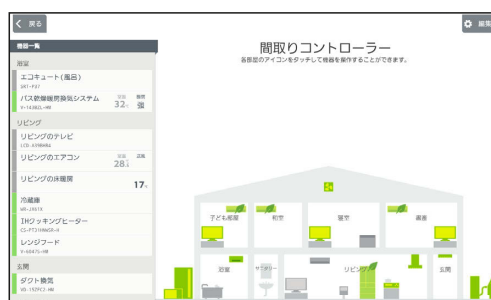 戻る
編集
機器一覧
間取りコントローラー
各部屋のアイコンをタッチして機器を操作することができます。
浴室
エコキュート(風呂)
バス乾燥暖房換気システム
32
強
リビング
リビングのテレビ
リビングのエアコン
28
リビングの床暖房
17
冷蔵庫
IHクッキングヒーター
レンジフード
玄関
ダクト換気
子ども部屋
和室
寝室
書斎
浴室
サニタリー
リビング
玄関